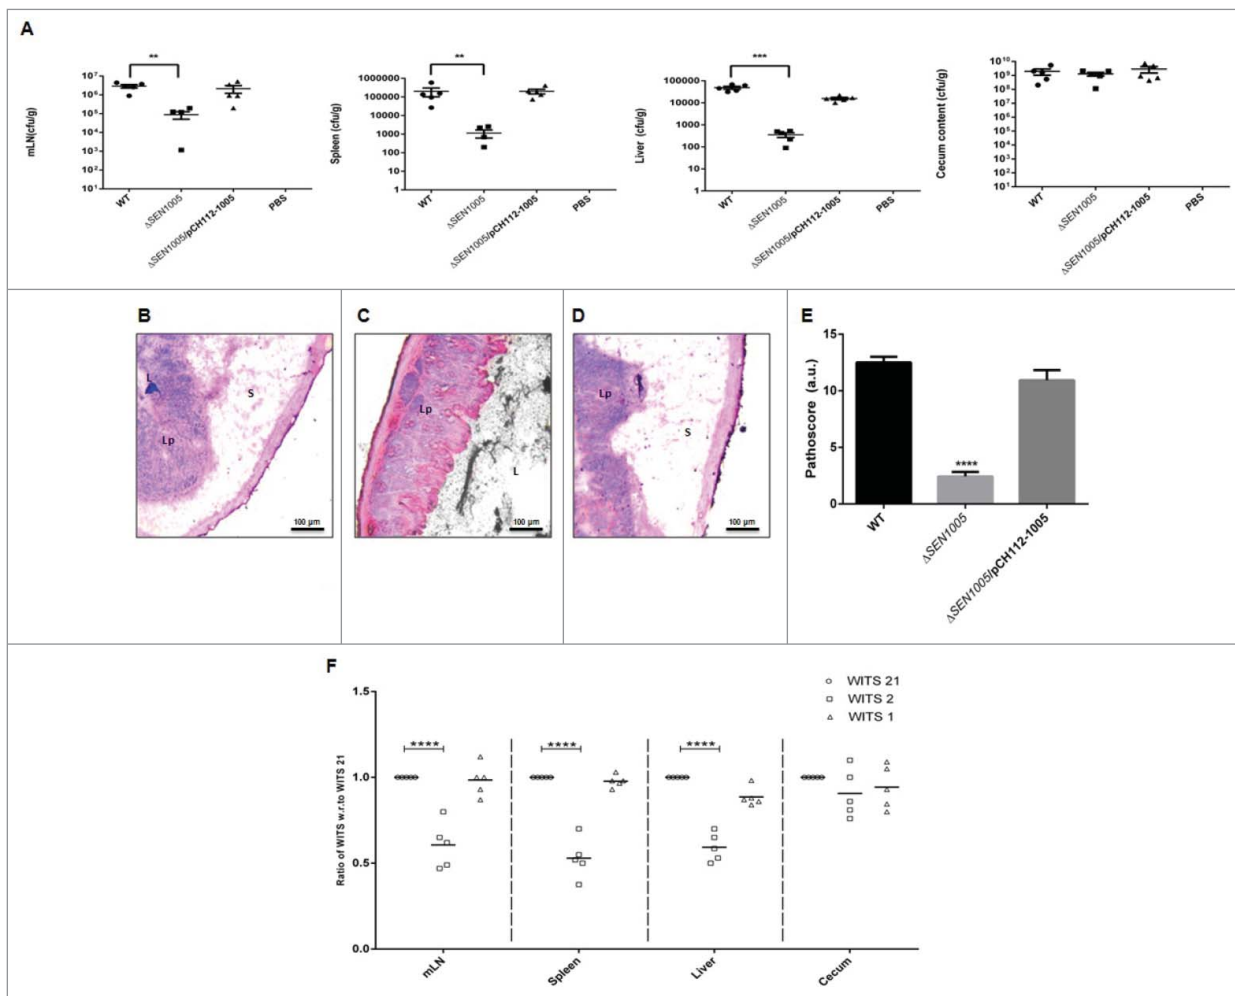 A
**
mLN(cfu/g)
10⁷
10⁶
10⁵
10⁴
10³
10²
10¹
WT
ΔSEN1005
ΔSEN1005/pCH112-1005
PBS
**
Spleen (cfu/g)
1000000
100000
10000
1000
100
10
1
WT
ΔSEN1005
ΔSEN1005/pCH112-1005
PBS
***
Liver (cfu/g)
100000
10000
1000
100
10
1
WT
ΔSEN1005
ΔSEN1005/pCH112-1005
PBS
Cecum content (cfu/g)
10¹⁰
10⁹
10⁸
10⁷
10⁶
10⁵
10⁴
10³
10²
10¹
WT
ΔSEN1005
ΔSEN1005/pCH112-1005
PBS
B
L
S
Lp
100 µm
C
Lp
L
100 µm
D
Lp
S
100 µm
E
Pathoscore (a.u.)
15
10
5
0
****
WT
ΔSEN1005
ΔSEN1005/pCH112-1005
F
WITS 21
WITS 2
WITS 1
Ratio of WITS w.r.to WITS 21
1.5
1.0
0.5
0.0
****
****
****
mLN
Spleen
Liver
Cecum